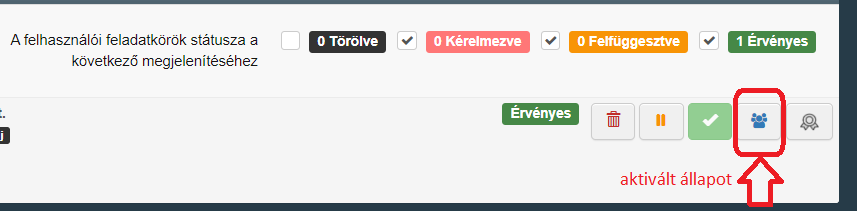 A felhasználói feladatkörök státusza a
következő megjelenítéséhez
0 Törölve 0 Kérelmezve 0 Felfüggesztve 1 Érvényes
t.
j
Érvényes
aktivált állapot